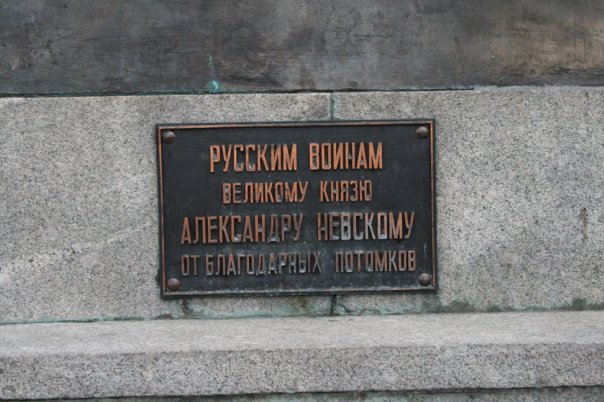 РУССКИМ ВОИНАМ
ВЕЛИКОМУ КНЯЗЮ
АЛЕКСАНДРУ НЕВСКОМУ
ОТ БЛАГОДАРНЫХ ПОТОМКОВ